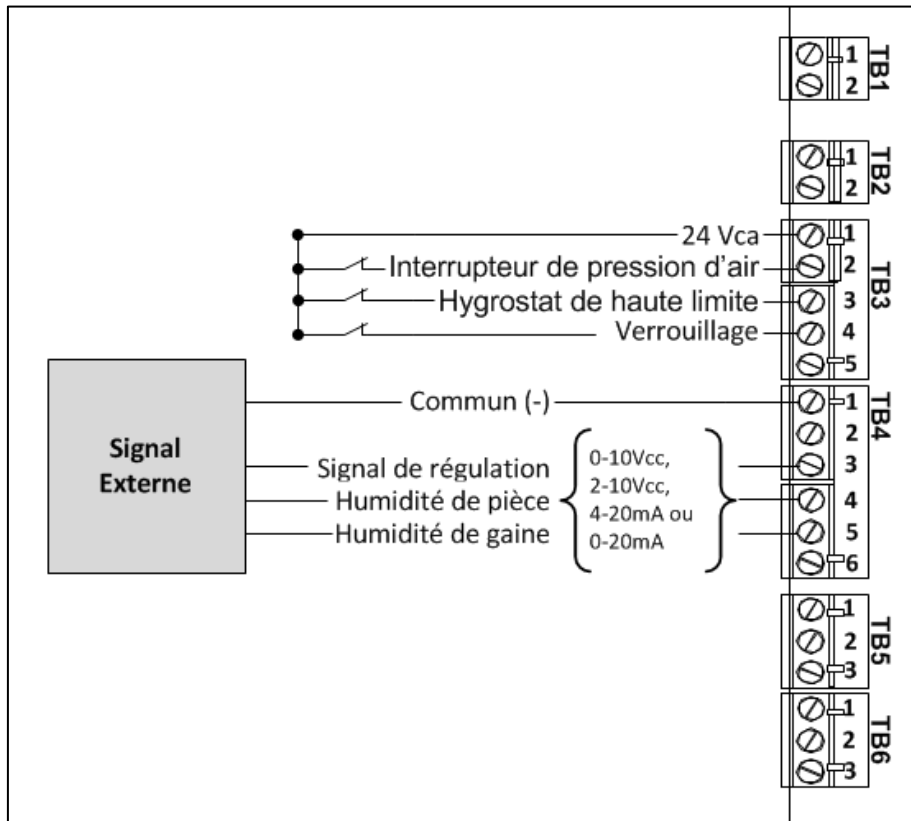 1
2
TB1
1
2
TB2
24 Vca
Interrupteur de pression d'air
Hygrostat de haute limite
Verrouillage
1
2
3
4
5
TB3
Signal
Externe
Commun (-)
Signal de régulation
Humidité de pièce
Humidité de gaine
0-10Vcc,
2-10Vcc,
4-20mA ou
0-20mA
1
2
3
4
5
6
TB4
1
2
3
TB5
1
2
3
TB6